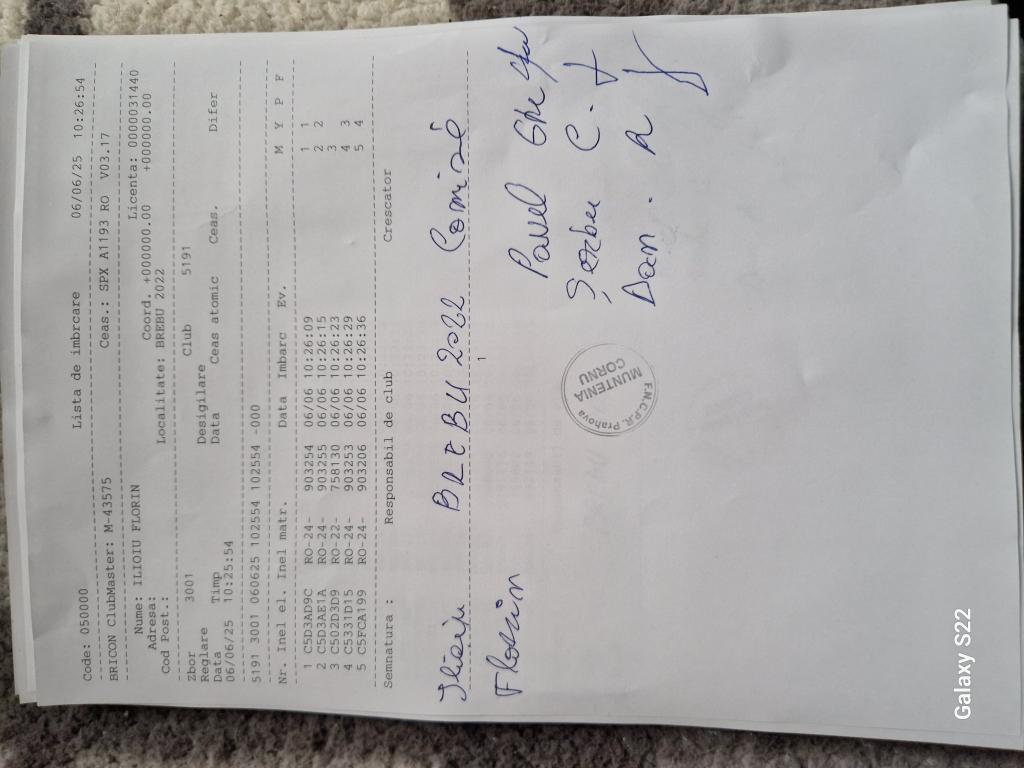 Code: 050000 Lista de imbrcare 06/06/25 10:26:54
BRICON ClubMaster: M-43575 Ceas.: SPX A1193 RO V03.17
Nume: ILIOIU FLORIN Licenta: 0000031440
Adresa: Coord. +000000.00 +0000000.00
Cod Post.: Localitate: BREBU 2022
Zbor 3001 Club 5191
Reglare Desigilare
Data Timp Data Ceas atomic Ceas. Difer
06/06/25 10:25:54
5191 3001 060625 102554 102554 -000
Nr. Inel el. Inel matr. Data Imbarc Ev. M Y P F
1 C5D3AD9C RO-24- 903254 06/06 10:26:09 1 1
2 C5D3AE1A RO-24- 903255 06/06 10:26:15 2 2
3 C502D3D9 RO-22- 758130 06/06 10:26:23 3
4 C5331D15 RO-24- 903253 06/06 10:26:29 4 3
5 C5FCA199 RO-24- 903206 06/06 10:26:36 5 4
Semnatura : Responsabil de club Crescator
Ilioiu BREBU 2022 Comisie
Florin Pavel
Serban C.
Dan. R
F.N.C.P.R. Prahova
MUNTENIA
CORNU
Galaxy S22